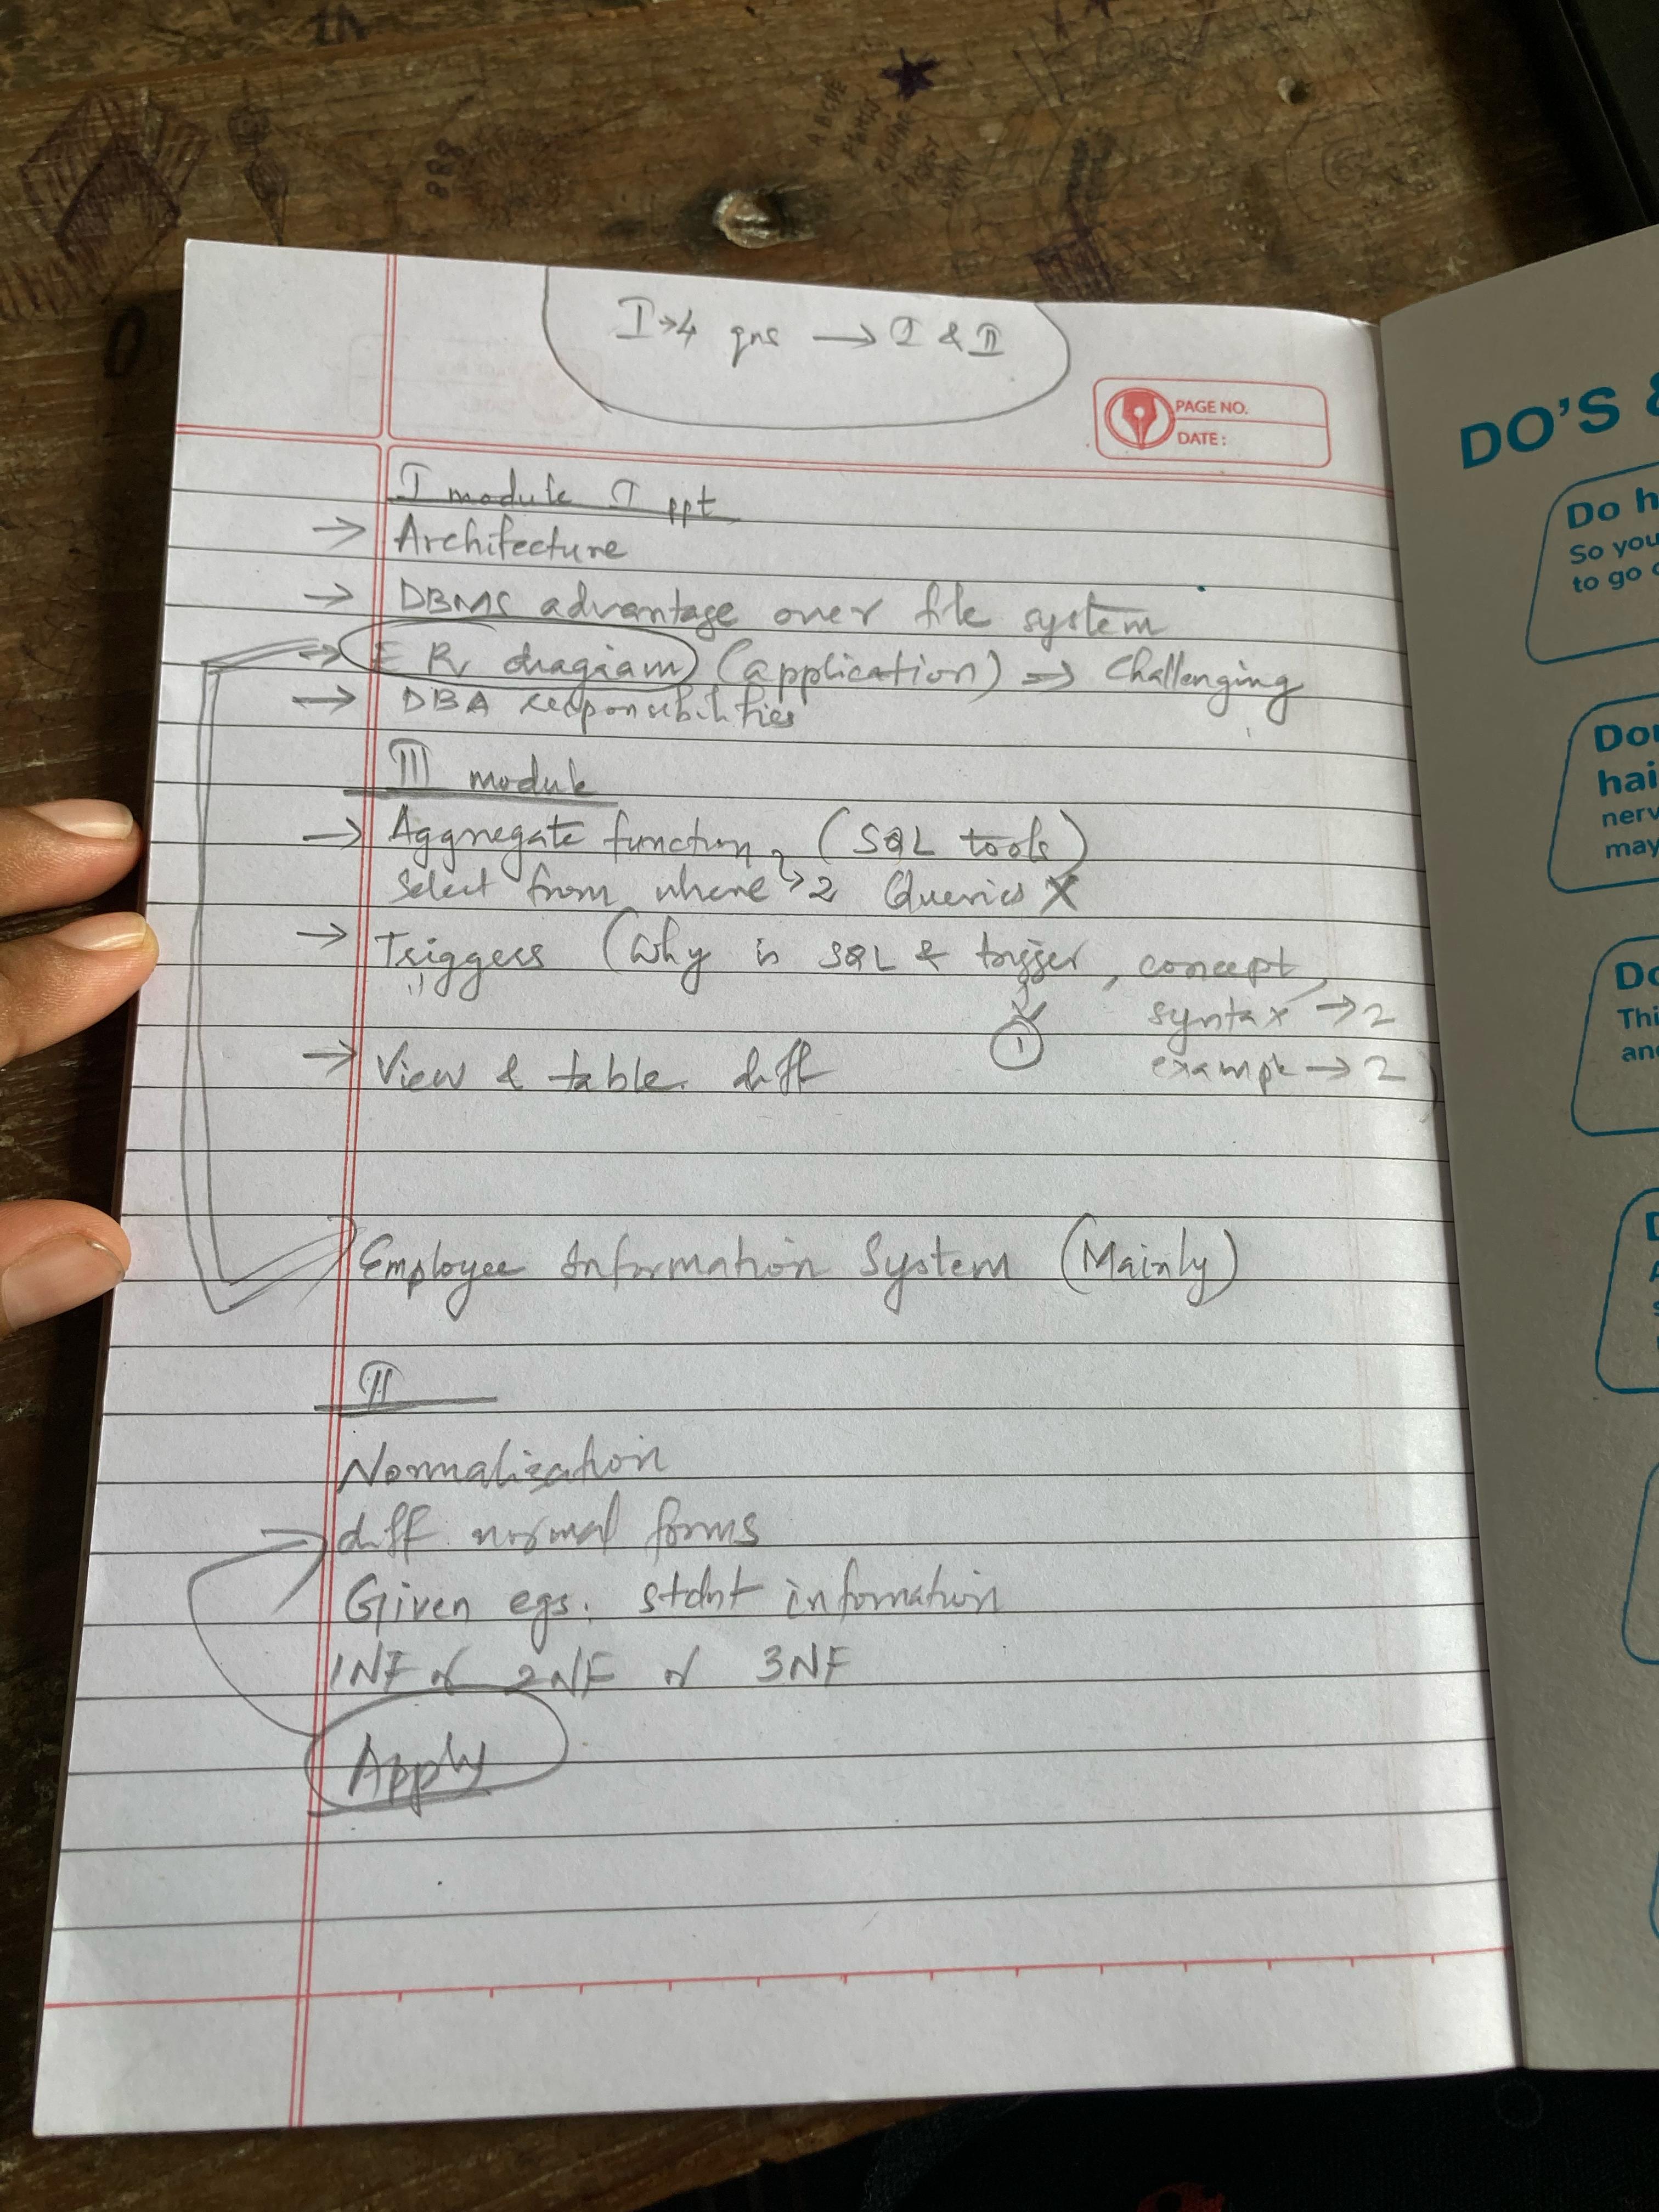 I → 4 qns → I & II
PAGE NO.
DATE:
I module I ppt
→ Architecture
→ DBMS advantage over file system
→ ER diagram (application) ⇒ Challenging
→ DBA responsibilities
III module
→ Aggregate function, (SQL tools)
Select from where → 2 Queries X
→ Triggers (Why is SQL & trigger, concept,
syntax → 2
1
example → 2)
→ View & table diff
Employee Information System (Mainly)
II
Normalization
diff normal forms
Given egs. stdnt information
1NF or 2NF or 3NF
Apply
DO'S &
Do h
So you
to go
Don
hai
nerv
may
Do
Thi
and